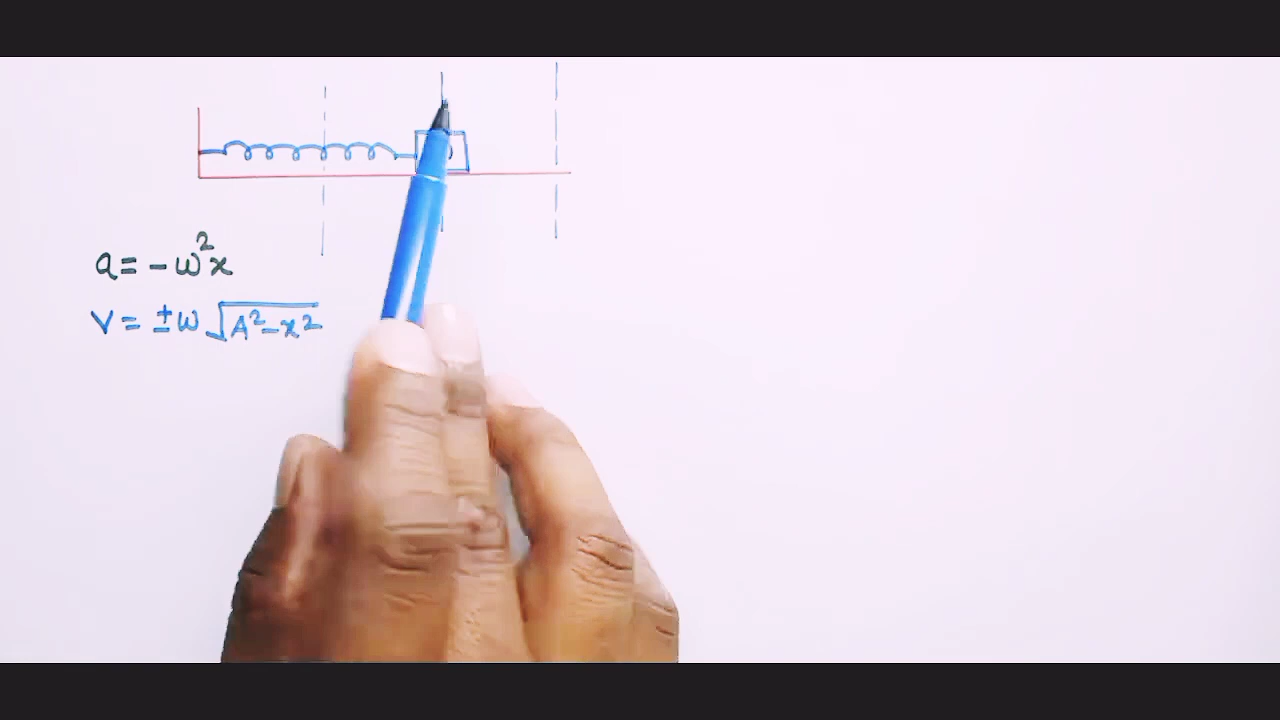 a = -ω²x
V = ±ω √A²-x²